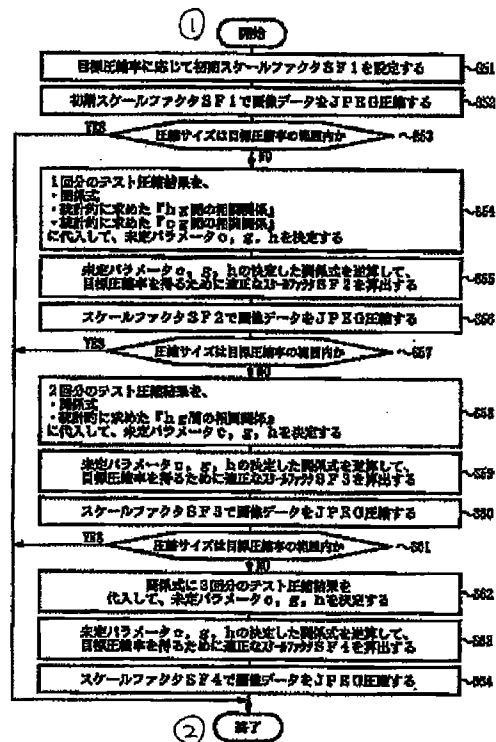 ①
開始
目標圧縮率に応じて初期スケールファクタSF1を設定する
S51
初期スケールファクタSF1で画像データをJPEG圧縮する
S52
YES
圧縮サイズは目標圧縮率の範囲内か
S53
NO
1回分のテスト圧縮結果を、
・関係式
・統計的に求めた『hg間の相関関係』
・統計的に求めた『cg間の相関関係』
に代入して、未定パラメータc,g,hを決定する
S54
未定パラメータc,g,hの決定した関係式を逆算して、
目標圧縮率を得るために適正なスケールファクタSF2を算出する
S55
スケールファクタSF2で画像データをJPEG圧縮する
S56
YES
圧縮サイズは目標圧縮率の範囲内か
S57
NO
2回分のテスト圧縮結果を、
・関係式
・統計的に求めた『hg間の相関関係』
に代入して、未定パラメータc,g,hを決定する
S58
未定パラメータc,g,hの決定した関係式を逆算して、
目標圧縮率を得るために適正なスケールファクタSF3を算出する
S59
スケールファクタSF3で画像データをJPEG圧縮する
S60
YES
圧縮サイズは目標圧縮率の範囲内か
S61
NO
関係式に3回分のテスト圧縮結果を
代入して、未定パラメータc,g,hを決定する
S62
未定パラメータc,g,hの決定した関係式を逆算して、
目標圧縮率を得るために適正なスケールファクタSF4を算出する
S63
スケールファクタSF4で画像データをJPEG圧縮する
S64
②
終了